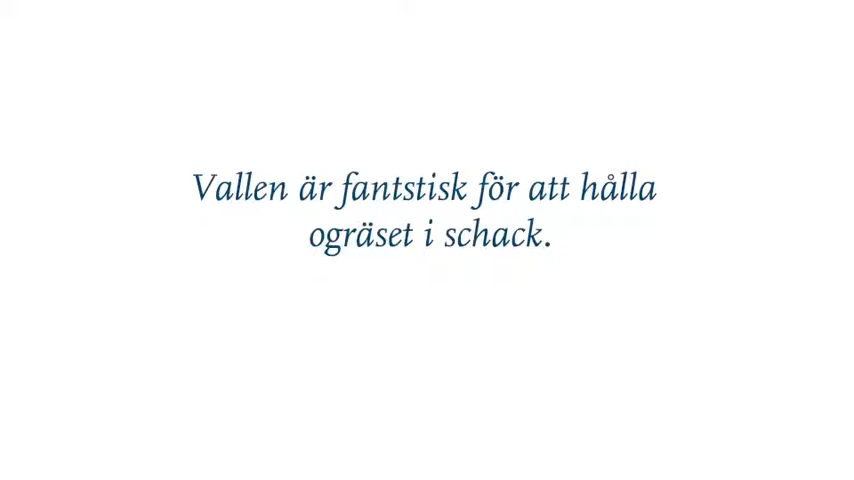 Vallen är fantstisk för att hålla
ogräset i schack.